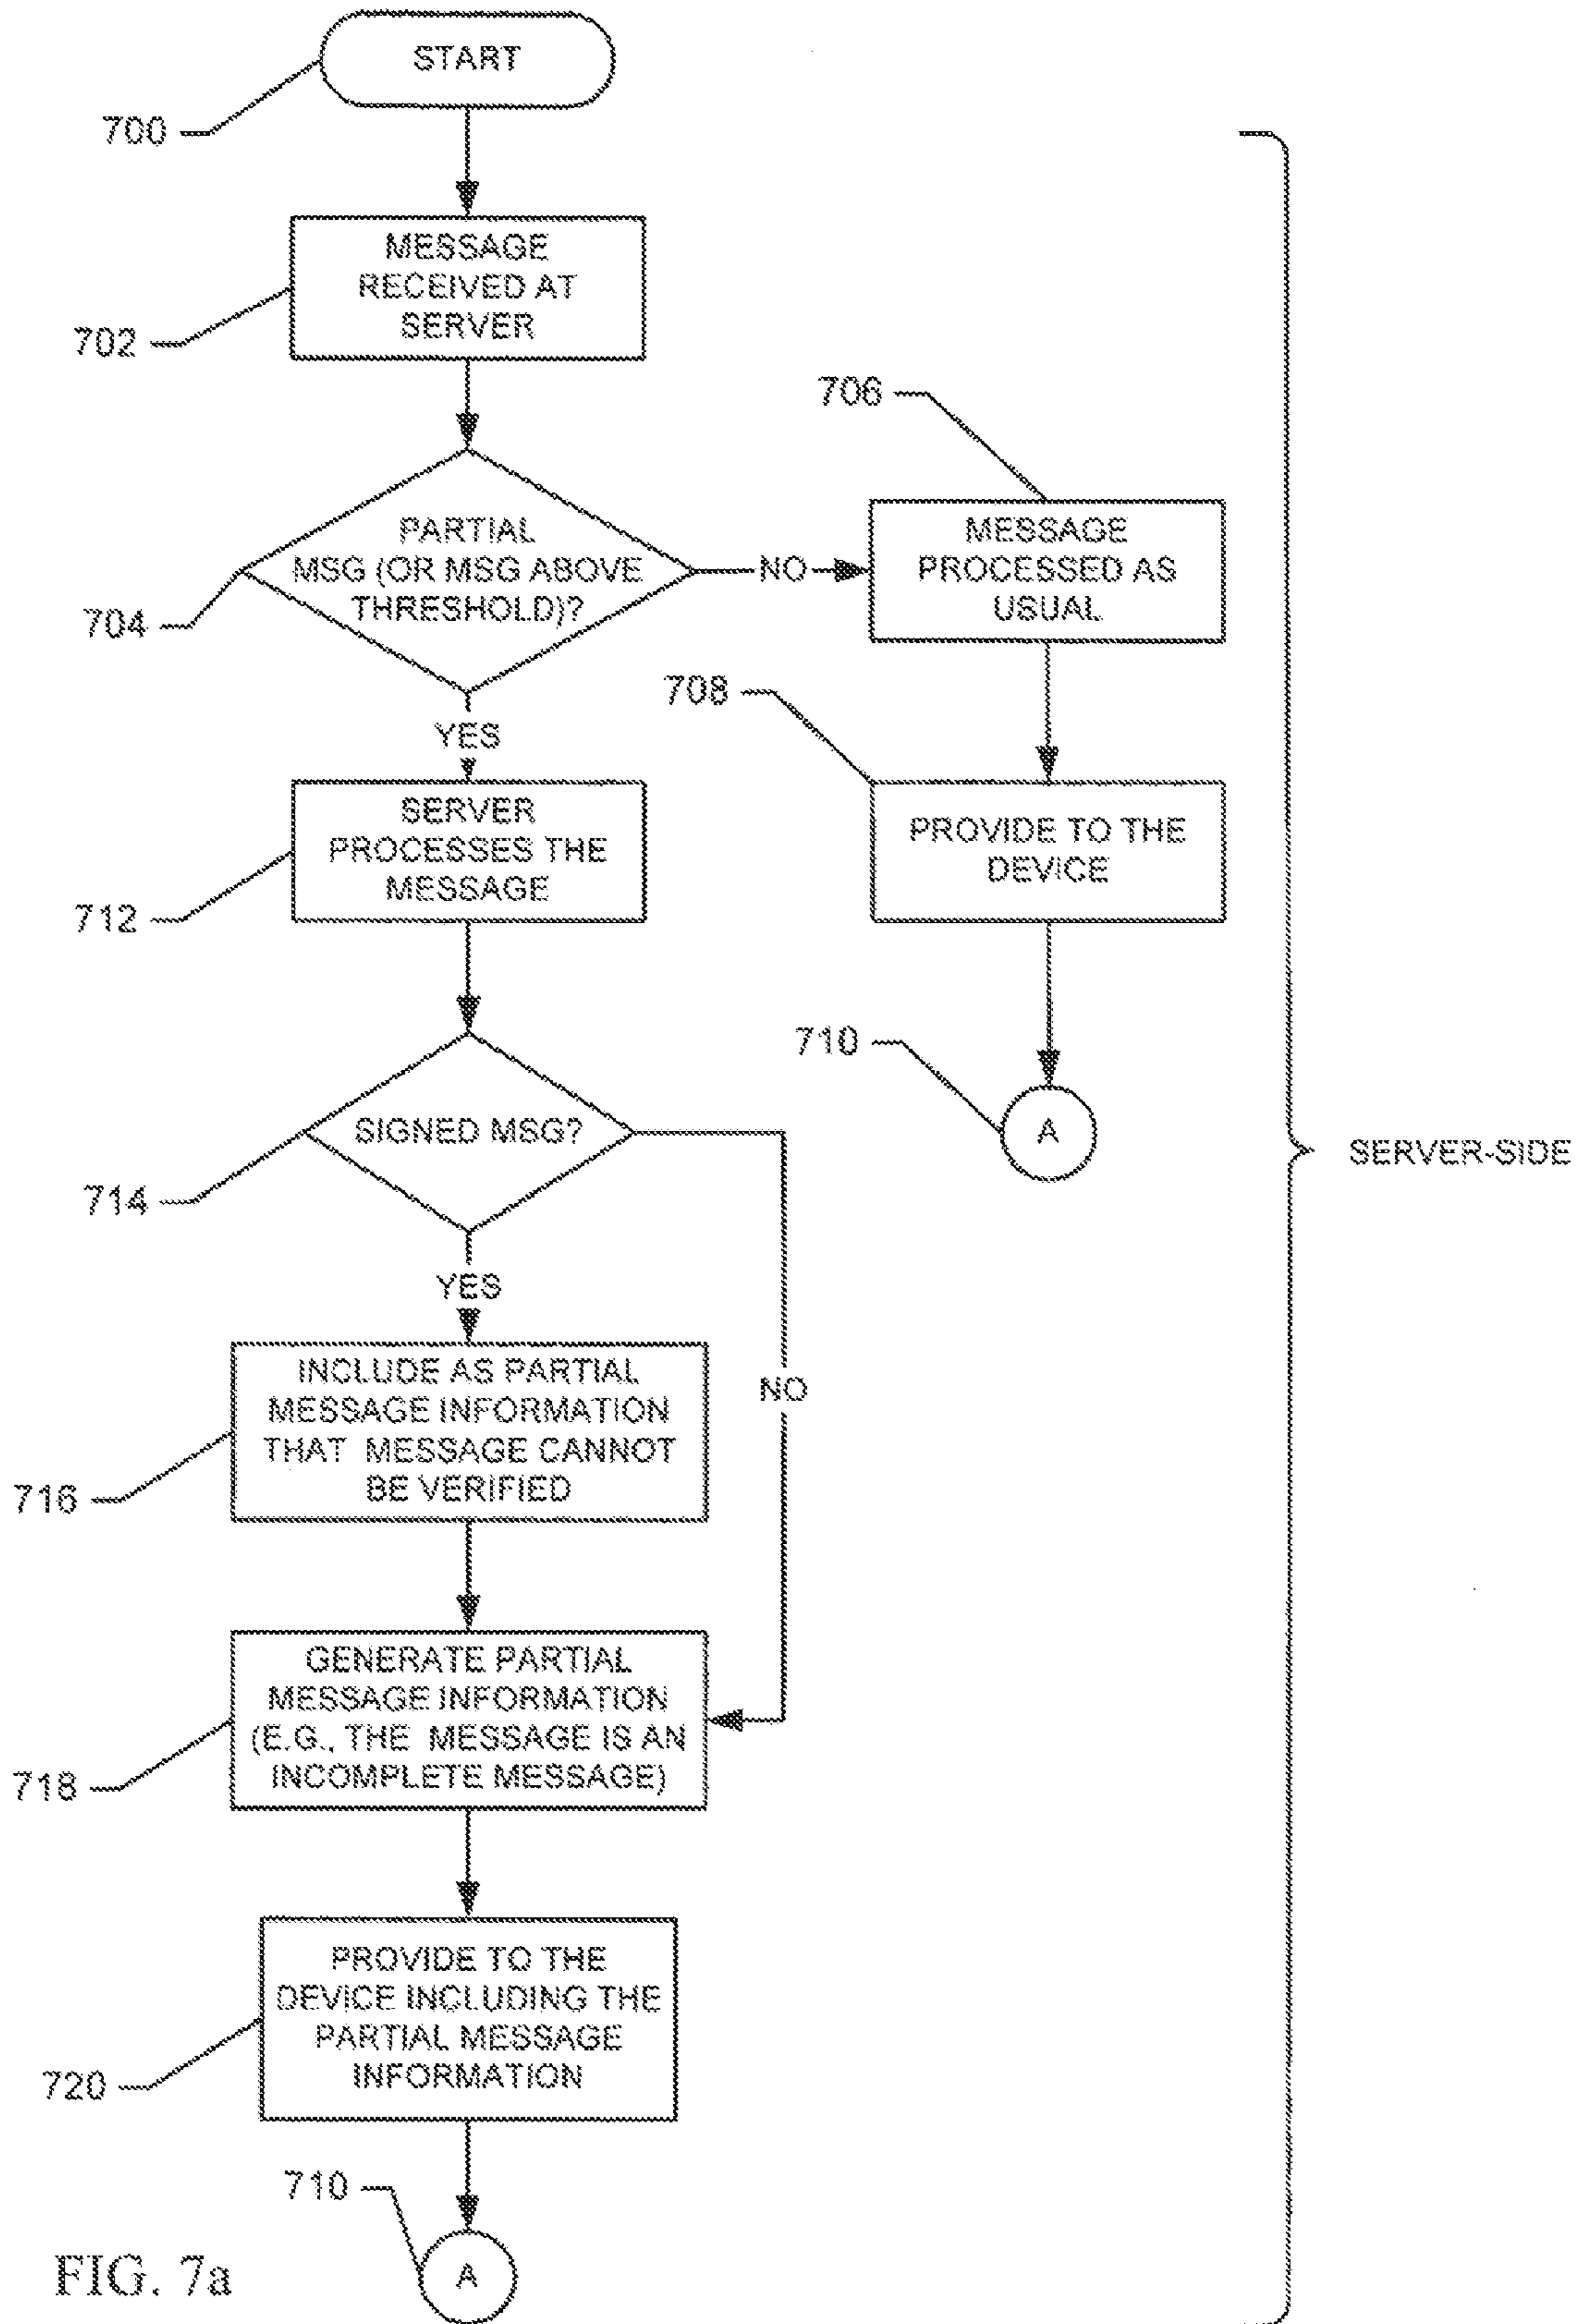 START
700
MESSAGE
RECEIVED AT
SERVER
702
706
PARTIAL
MSG (OR MSG ABOVE
THRESHOLD)?
704
NO
MESSAGE
PROCESSED AS
USUAL
708
YES
SERVER
PROCESSES THE
MESSAGE
712
PROVIDE TO THE
DEVICE
710
A
SIGNED MSG?
714
SERVER-SIDE
YES
NO
INCLUDE AS PARTIAL
MESSAGE INFORMATION
THAT MESSAGE CANNOT
BE VERIFIED
716
GENERATE PARTIAL
MESSAGE INFORMATION
(E.G., THE MESSAGE IS AN
INCOMPLETE MESSAGE)
718
PROVIDE TO THE
DEVICE INCLUDING THE
PARTIAL MESSAGE
INFORMATION
720
710
A
FIG. 7a